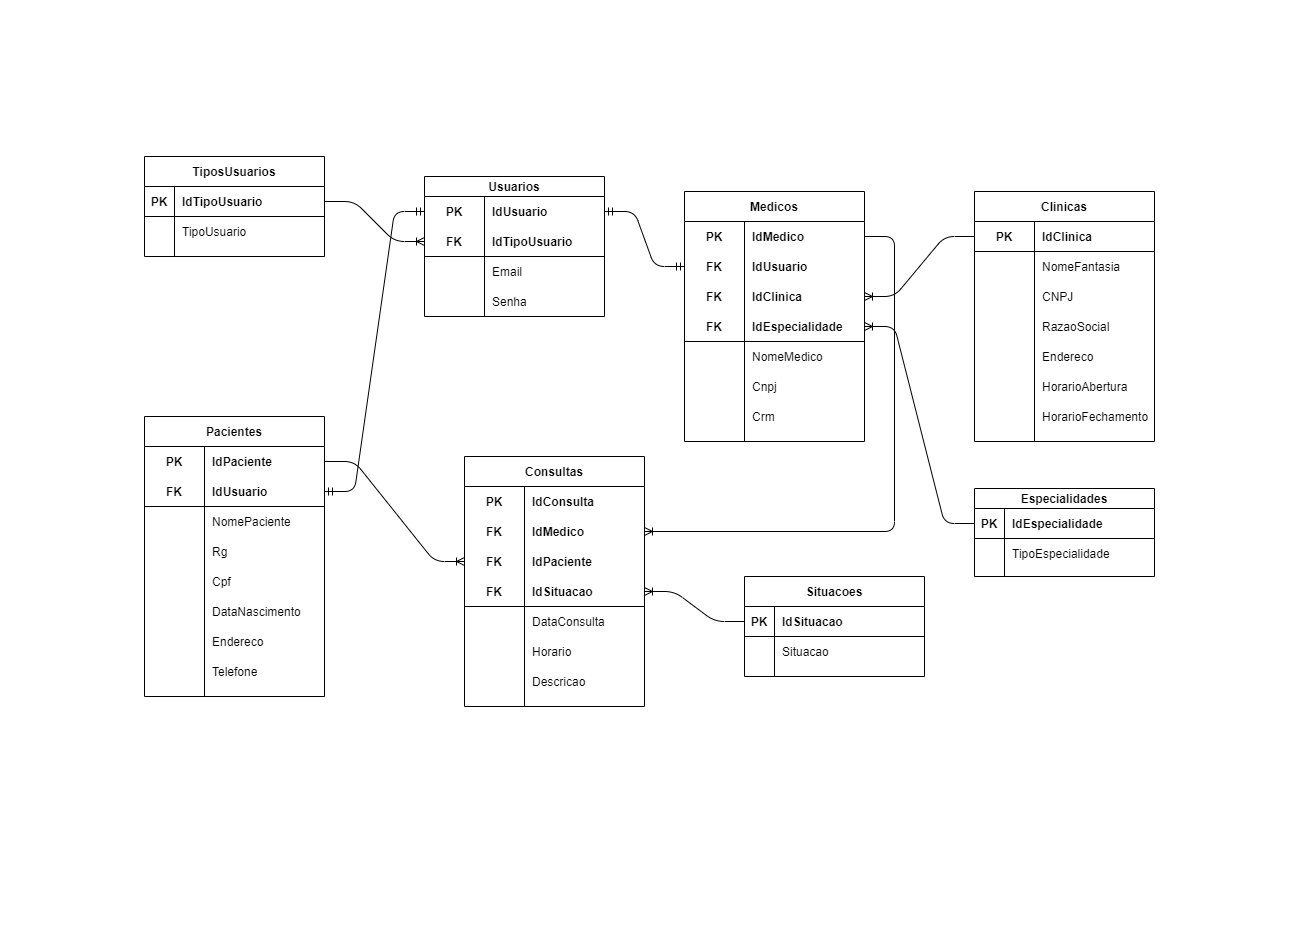 TiposUsuarios
PK IdTipoUsuario
TipoUsuario
Usuarios
PK IdUsuario
FK IdTipoUsuario
Email
Senha
Medicos
PK IdMedico
FK IdUsuario
FK IdClinica
FK IdEspecialidade
NomeMedico
Cnpj
Crm
Clinicas
PK IdClinica
NomeFantasia
CNPJ
RazaoSocial
Endereco
HorarioAbertura
HorarioFechamento
Pacientes
PK IdPaciente
FK IdUsuario
NomePaciente
Rg
Cpf
DataNascimento
Endereco
Telefone
Consultas
PK IdConsulta
FK IdMedico
FK IdPaciente
FK IdSituacao
DataConsulta
Horario
Descricao
Especialidades
PK IdEspecialidade
TipoEspecialidade
Situacoes
PK IdSituacao
Situacao